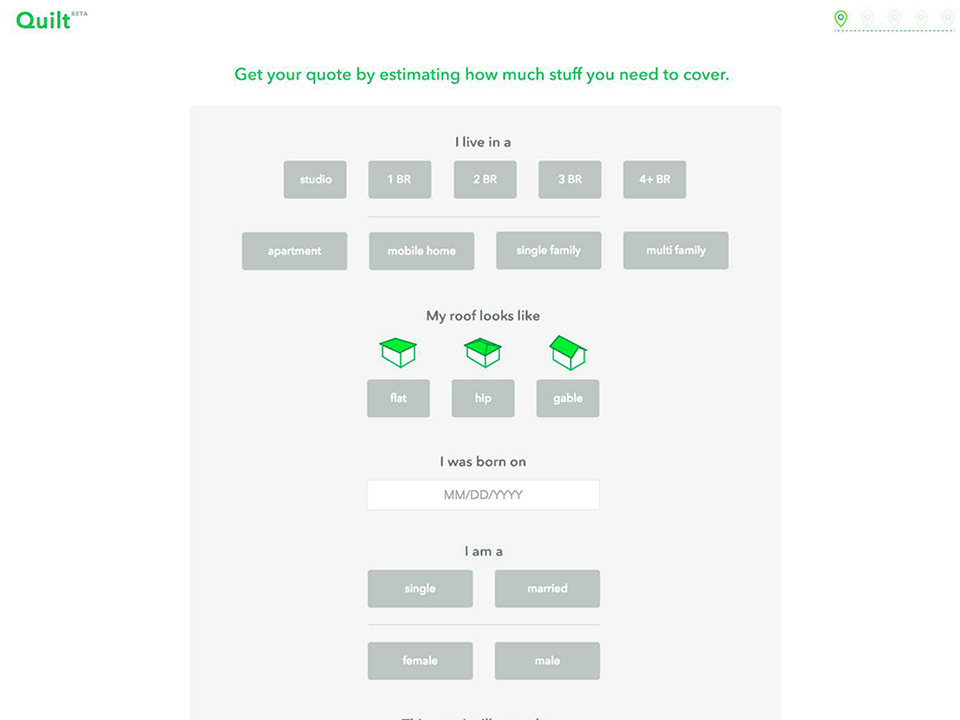 Quilt BETA
Get your quote by estimating how much stuff you need to cover.
I live in a
studio 1 BR 2 BR 3 BR 4+ BR
apartment mobile home single family multi family
My roof looks like
flat hip gable
I was born on
MM/DD/YYYY
I am a
single married
female male